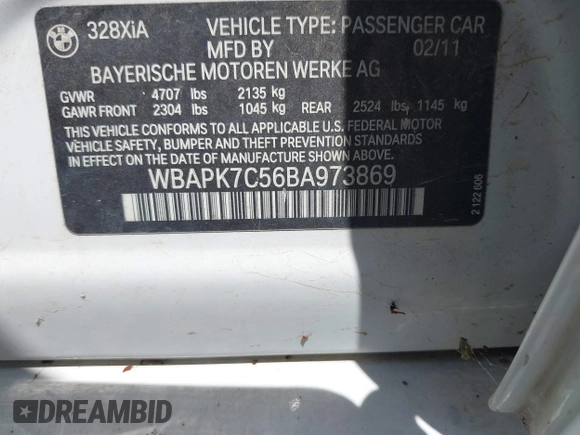 BMW
328XiA VEHICLE TYPE: PASSENGER CAR
MFD BY 02/11
BAYERISCHE MOTOREN WERKE AG
GVWR 4707 lbs 2135 kg
GAWR FRONT 2304 lbs 1045 kg REAR 2524 lbs 1145 kg
THIS VEHICLE CONFORMS TO ALL APPLICABLE U.S. FEDERAL MOTOR
VEHICLE SAFETY, BUMPER AND THEFT PREVENTION STANDARDS
IN EFFECT ON THE DATE OF MANUFACTURE SHOWN ABOVE.
WBAPK7C56BA973869
2 122 606
DREAMBID